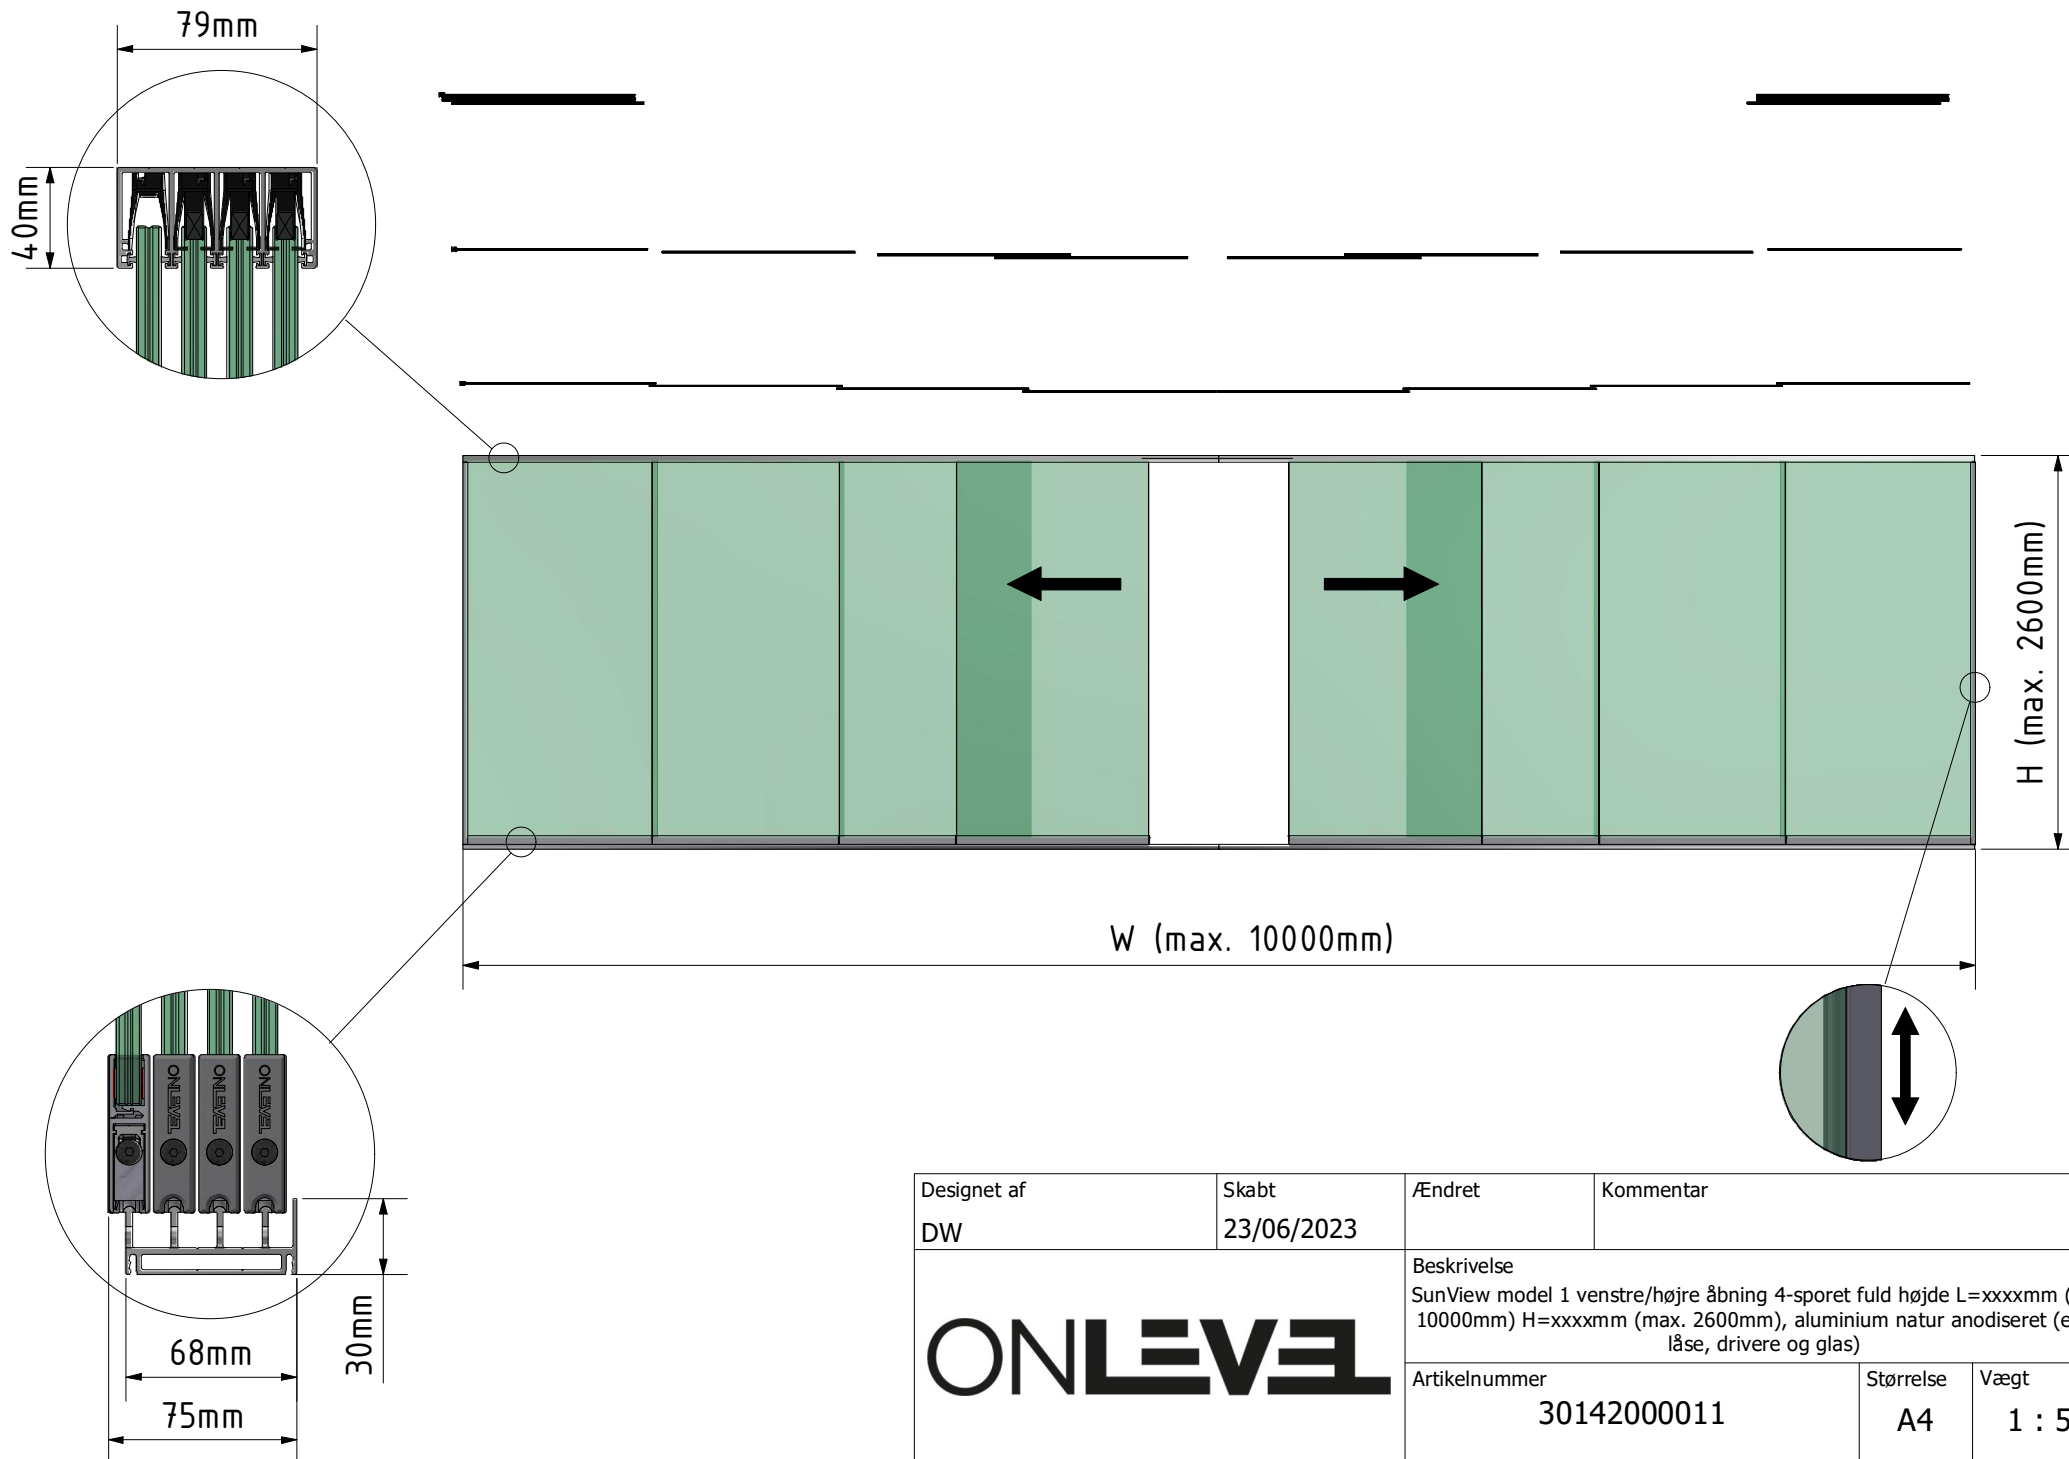 79mm
40mm
H (max. 2600mm)
W (max. 10000mm)
ONLEVEL
ONLEVEL
ONLEVEL
30mm
68mm
75mm
Designet af
DW
Skabt
23/06/2023
Ændret
Kommentar
ONLEVEL
Beskrivelse
SunView model 1 venstre/højre åbning 4-sporet fuld højde L=xxxxmm (
10000mm) H=xxxxmm (max. 2600mm), aluminium natur anodiseret (e
låse, drivere og glas)
Artikelnummer
30142000011
Størrelse
A4
Vægt
1 : 5